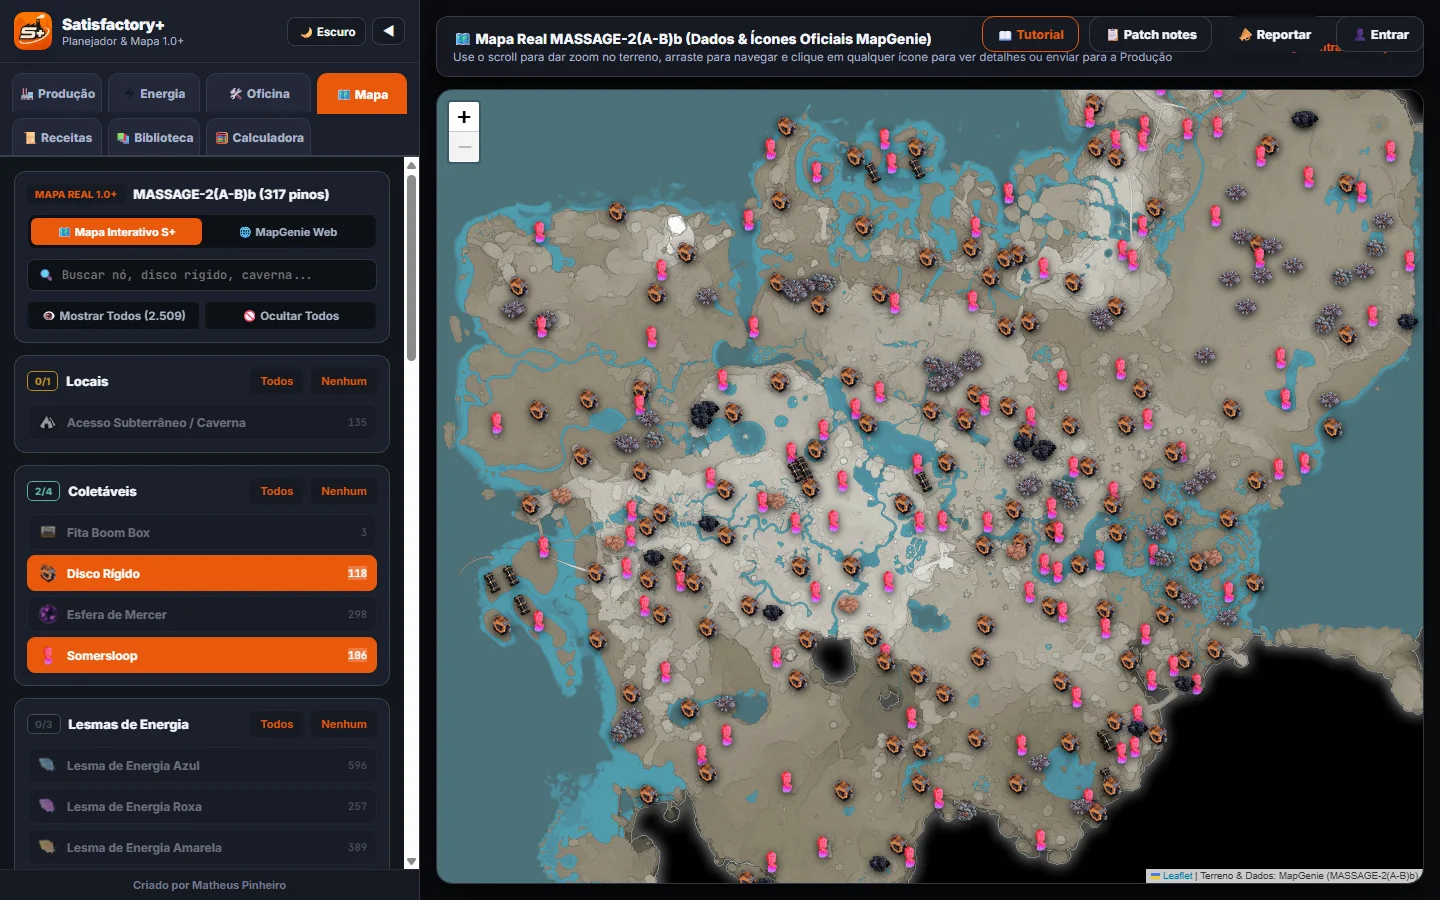 Satisfactory+
Planejador & Mapa 1.0+
Escuro
Produção
Energia
Oficina
Mapa
Receitas
Biblioteca
Calculadora
MAPA REAL 1.0+ MASSAGE-2(A-B)b (317 pinos)
Mapa Interativo S+
MapGenie Web
Buscar nó, disco rígido, caverna...
Mostrar Todos (2.509)
Ocultar Todos
0/1 Locais Todos Nenhum
Acesso Subterrâneo / Caverna 135
2/4 Coletáveis Todos Nenhum
Fita Boom Box 3
Disco Rígido 118
Esfera de Mercer 298
Somersloop 106
0/3 Lesmas de Energia Todos Nenhum
Lesma de Energia Azul 596
Lesma de Energia Roxa 257
Lesma de Energia Amarela 389
Criado por Matheus Pinheiro
Mapa Real MASSAGE-2(A-B)b (Dados & Ícones Oficiais MapGenie)
Use o scroll para dar zoom no terreno, arraste para navegar e clique em qualquer ícone para ver detalhes ou enviar para a Produção
Tutorial
Patch notes
Reportar
Entrar
+
−
Leaflet | Terreno & Dados: MapGenie (MASSAGE-2(A-B)b)